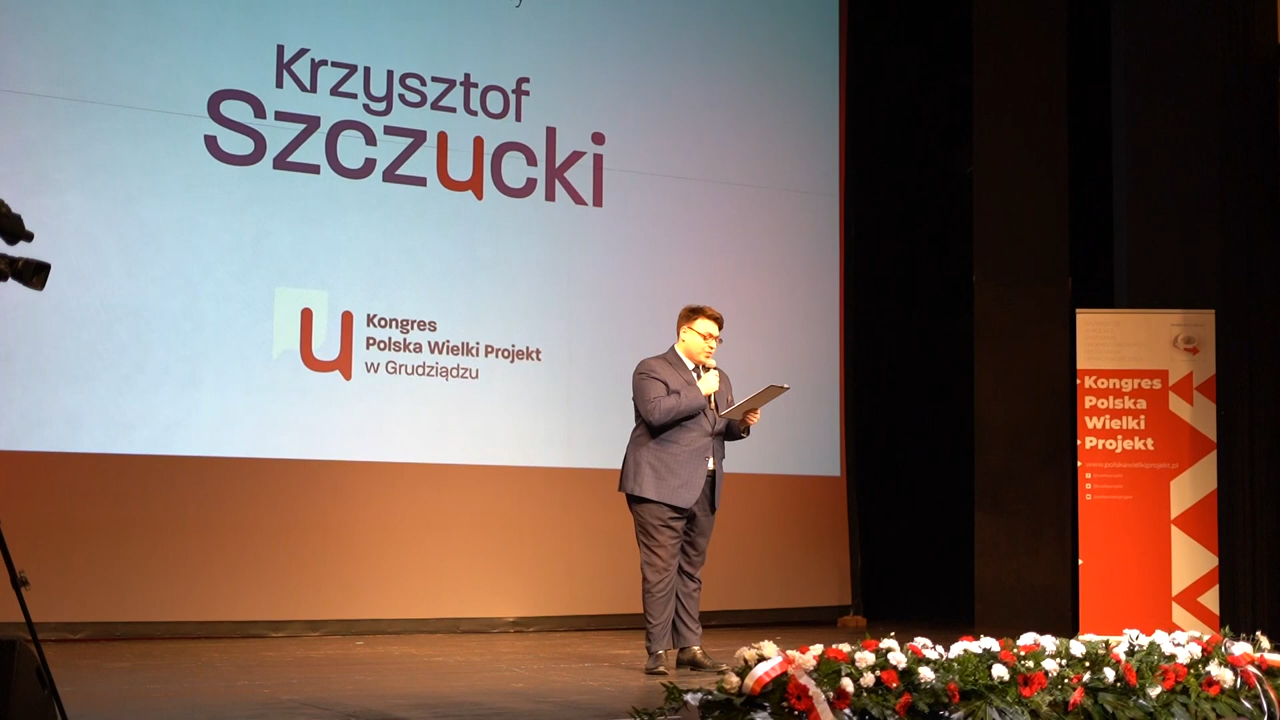 Krzysztof
Szczucki
u
Kongres
Polska Wielki Projekt
w Grudziądzu
Kongres
Polska
Wielki
Projekt
www.polskawielkiprojekt.pl